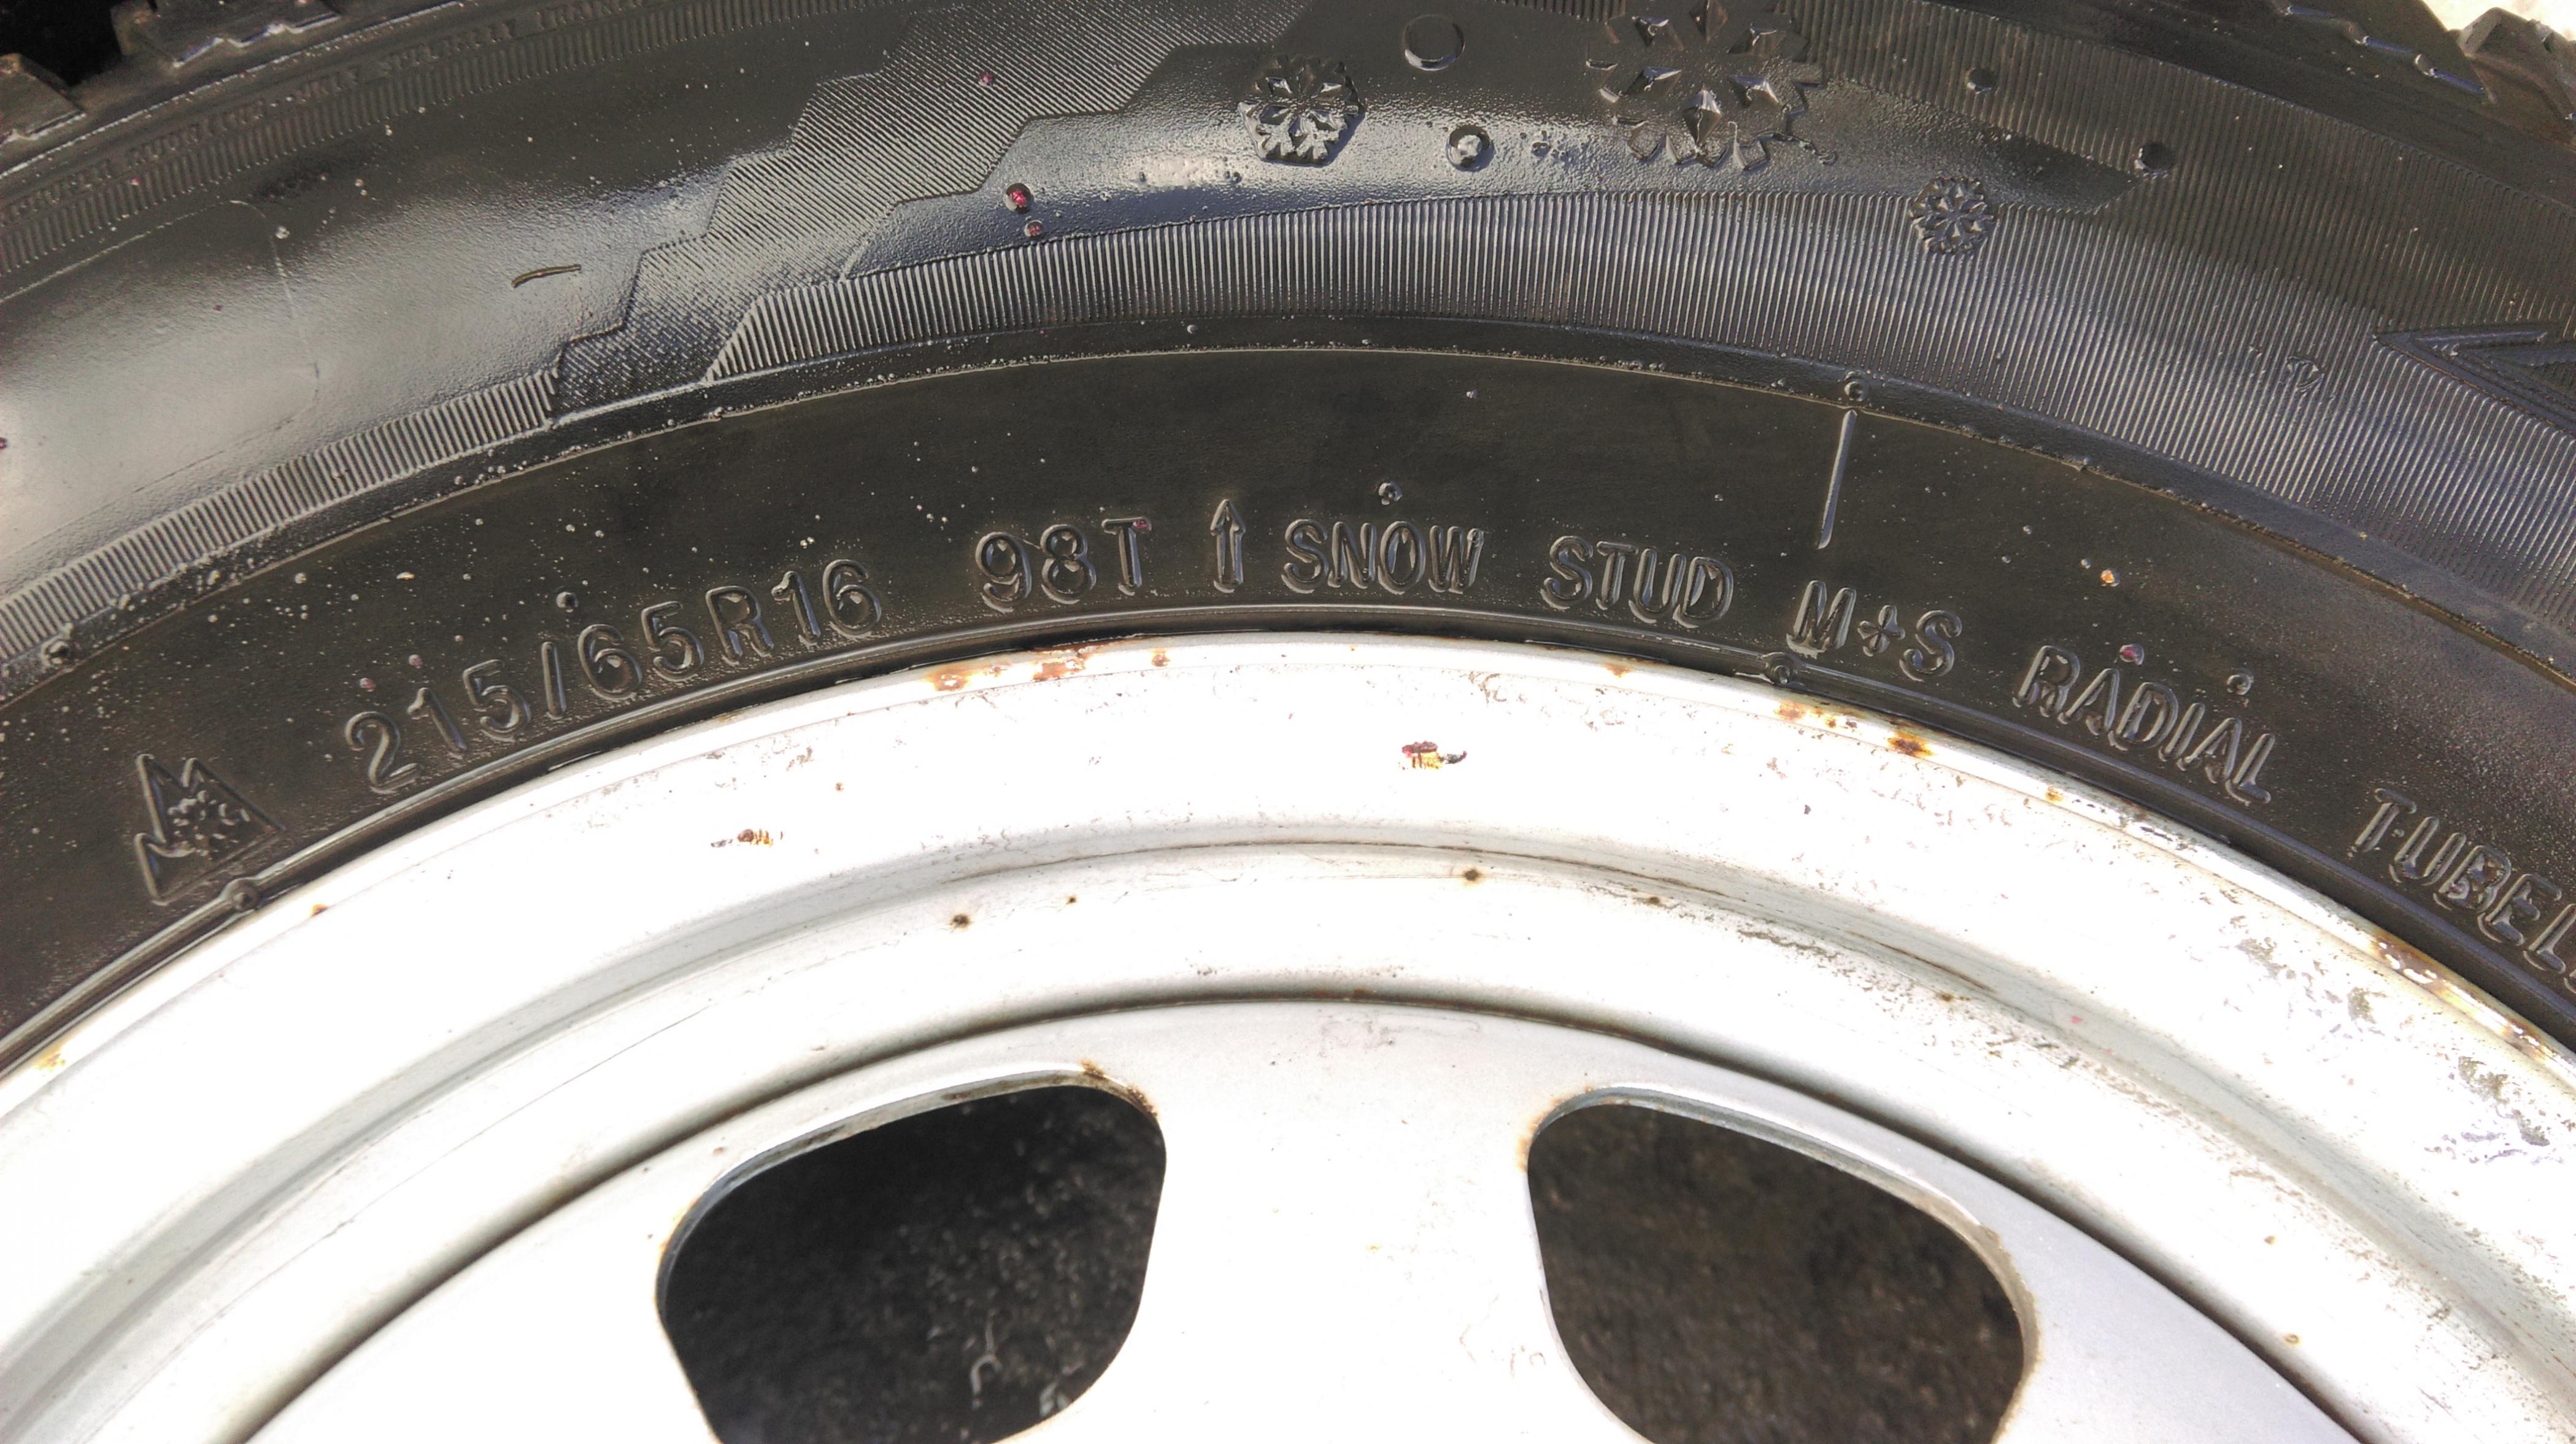 215/65R16 98T ↑ SNOW STUD M+S RADIAL TUBEL